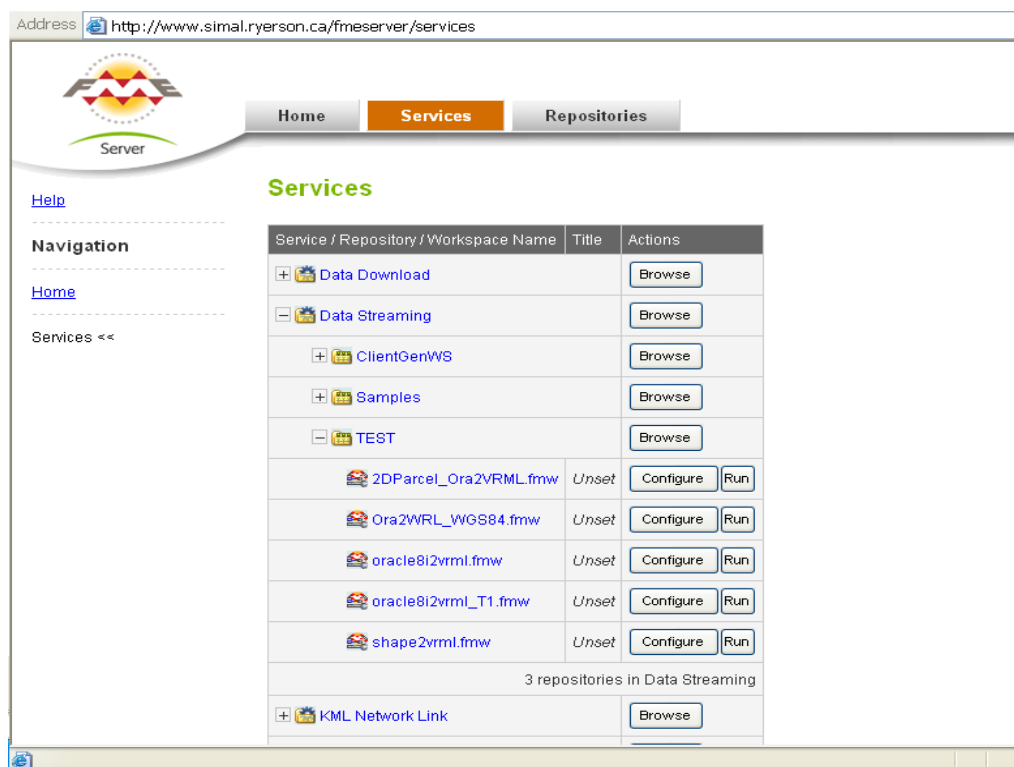 Address http://www.simal.ryerson.ca/fmeserver/services
FME
Server
Home Services Repositories
Help
Navigation
Home
Services <<
Services
Service / Repository / Workspace Name Title Actions
Data Download Browse
Data Streaming Browse
ClientGenWS Browse
Samples Browse
TEST Browse
2DParcel_Ora2VRML.fmw Unset Configure Run
Ora2WRL_WGS84.fmw Unset Configure Run
oracle8i2vrml.fmw Unset Configure Run
oracle8i2vrml_T1.fmw Unset Configure Run
shape2vrml.fmw Unset Configure Run
3 repositories in Data Streaming
KML Network Link Browse